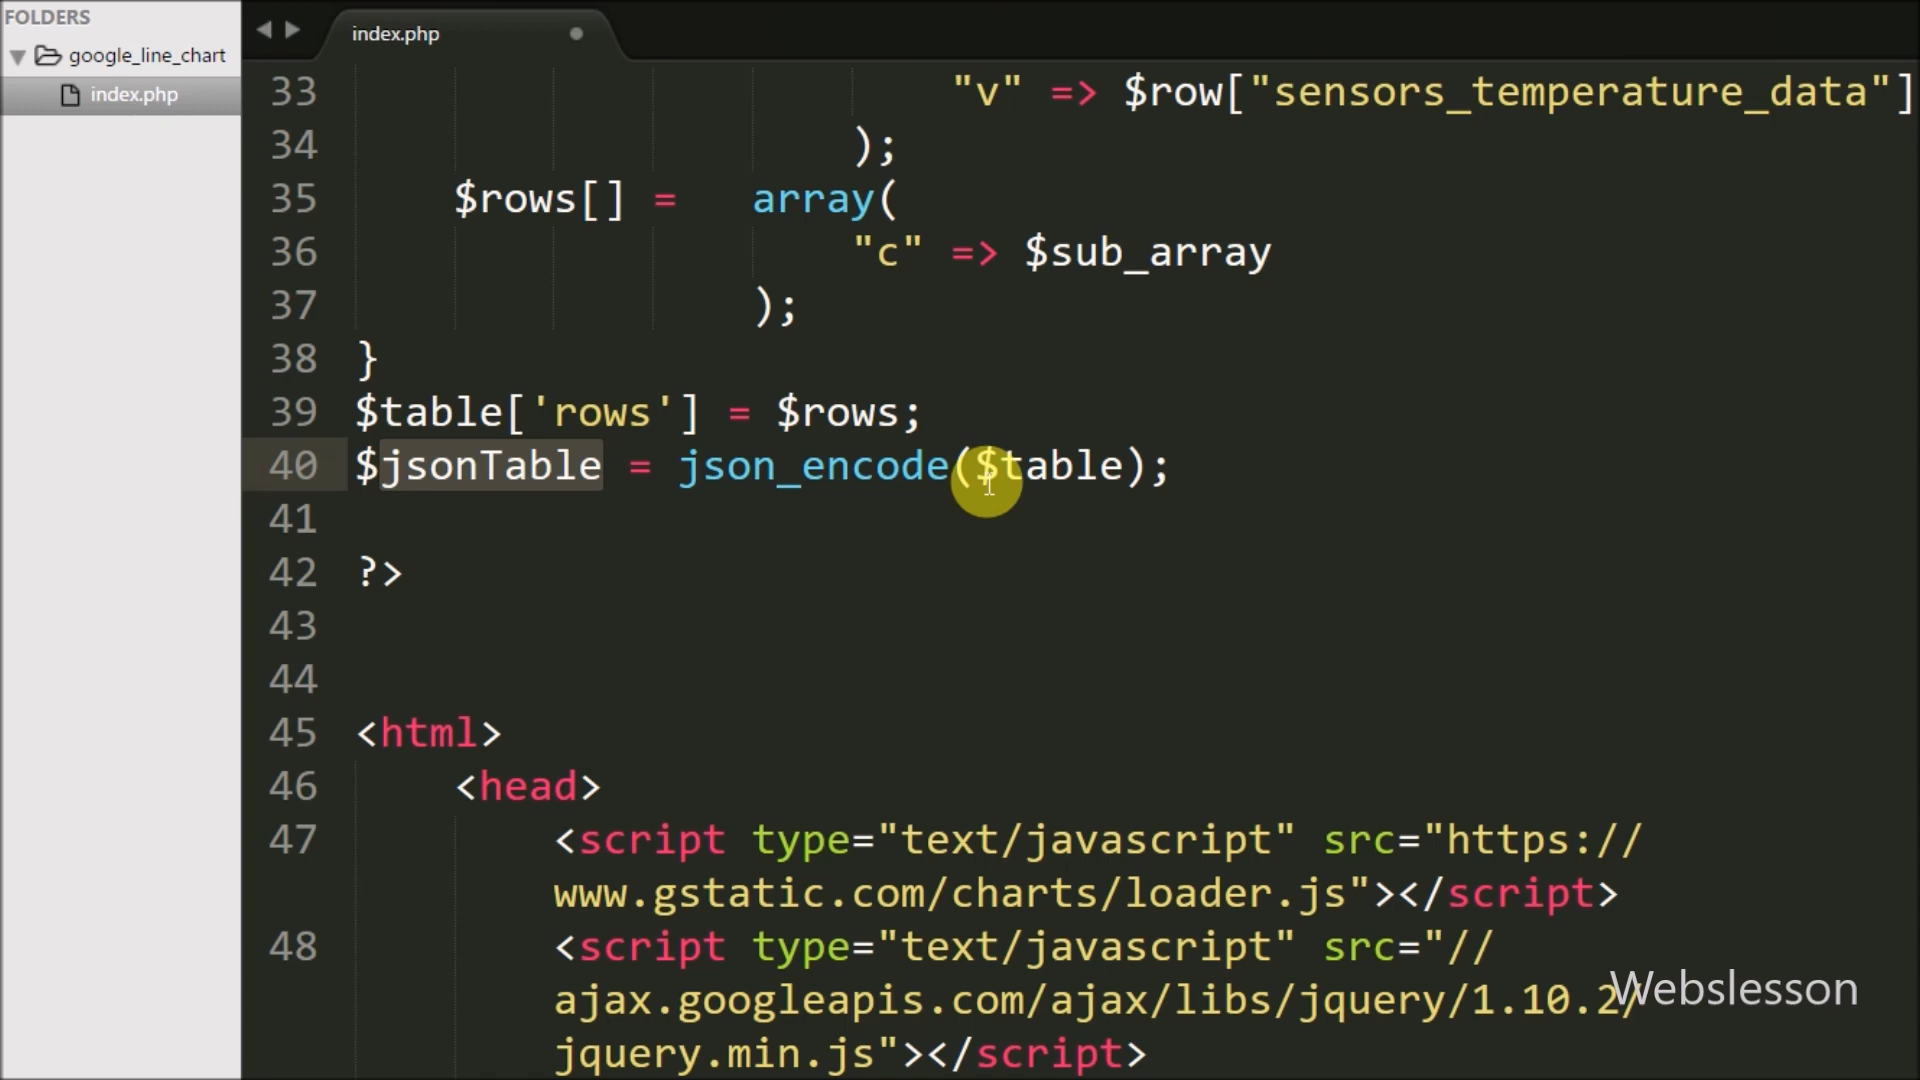 FOLDERS
google_line_chart
index.php
index.php
33 "v" => $row["sensors_temperature_data"]
34 );
35 $rows[] = array(
36 "c" => $sub_array
37 );
38 }
39 $table['rows'] = $rows;
40 $jsonTable = json_encode($table);
41
42 ?>
43
44
45 <html>
46 <head>
47 <script type="text/javascript" src="https://
www.gstatic.com/charts/loader.js"></script>
48 <script type="text/javascript" src="//
ajax.googleapis.com/ajax/libs/jquery/1.10.2/
jquery.min.js"></script>
Webslesson